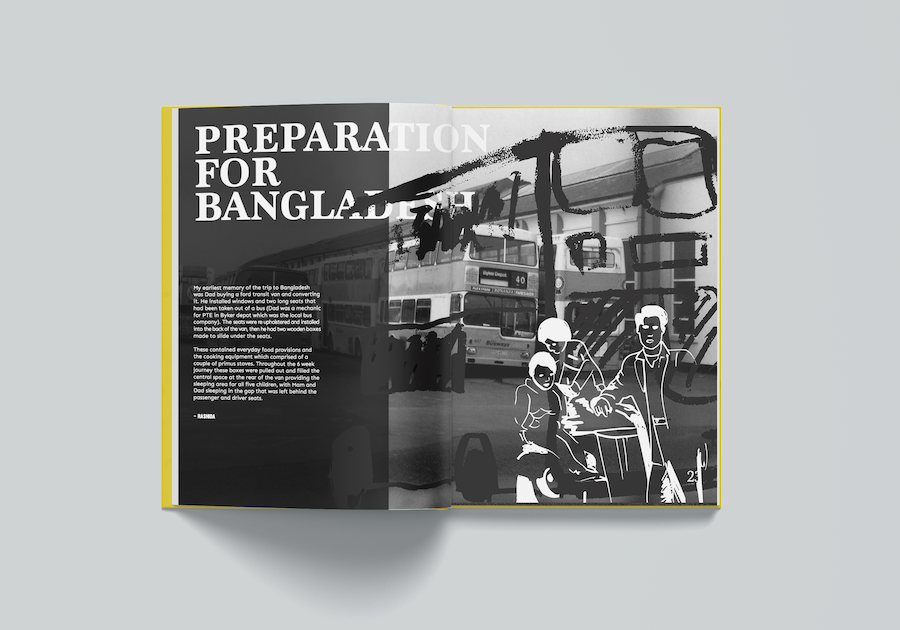 PREPARATION
FOR
BANGLADESH
My earliest memory of the trip to Bangladesh
was Dad buying a ford transit van and converting
it. He installed windows and two long seats that
had been taken out of a bus (Dad was a mechanic
for PTE in Byker depot which was the local bus
company). The seats were re upholstered and installed
into the back of the van, then he had two wooden boxes
made to slide under the seats.
These contained everyday food provisions and
the cooking equipment which comprised of a
couple of primus stoves. Throughout the 6 week
journey these boxes were pulled out and filled the
central space at the rear of the van providing the
sleeping area for all five children, with Mam and
Dad sleeping in the gap that was left behind the
passenger and driver seats.
- RASHIDA
40